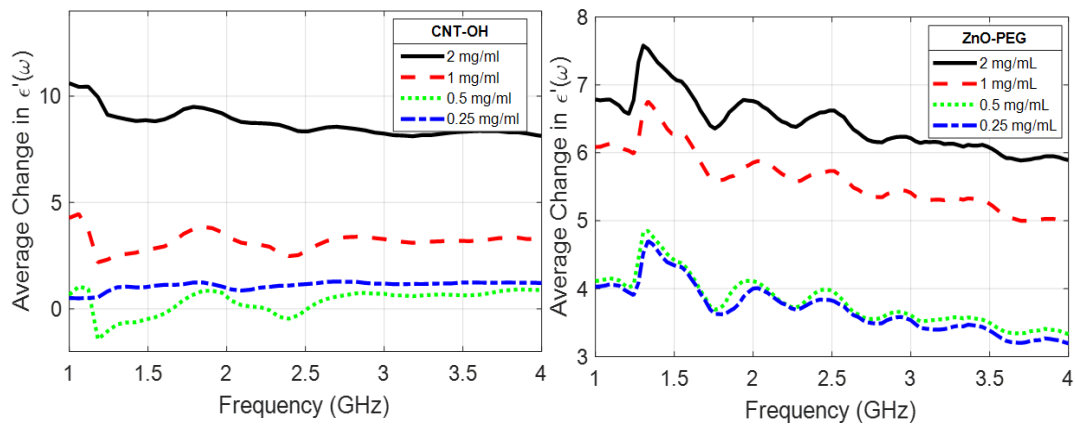 CNT-OH
2 mg/ml
1 mg/ml
0.5 mg/ml
0.25 mg/ml
10
5
0
1
1.5
2
2.5
3
3.5
4
Average Change in ϵ'(ω)
Frequency (GHz)
ZnO-PEG
2 mg/mL
1 mg/mL
0.5 mg/mL
0.25 mg/mL
8
7
6
5
4
3
1
1.5
2
2.5
3
3.5
4
Average Change in ϵ'(ω)
Frequency (GHz)